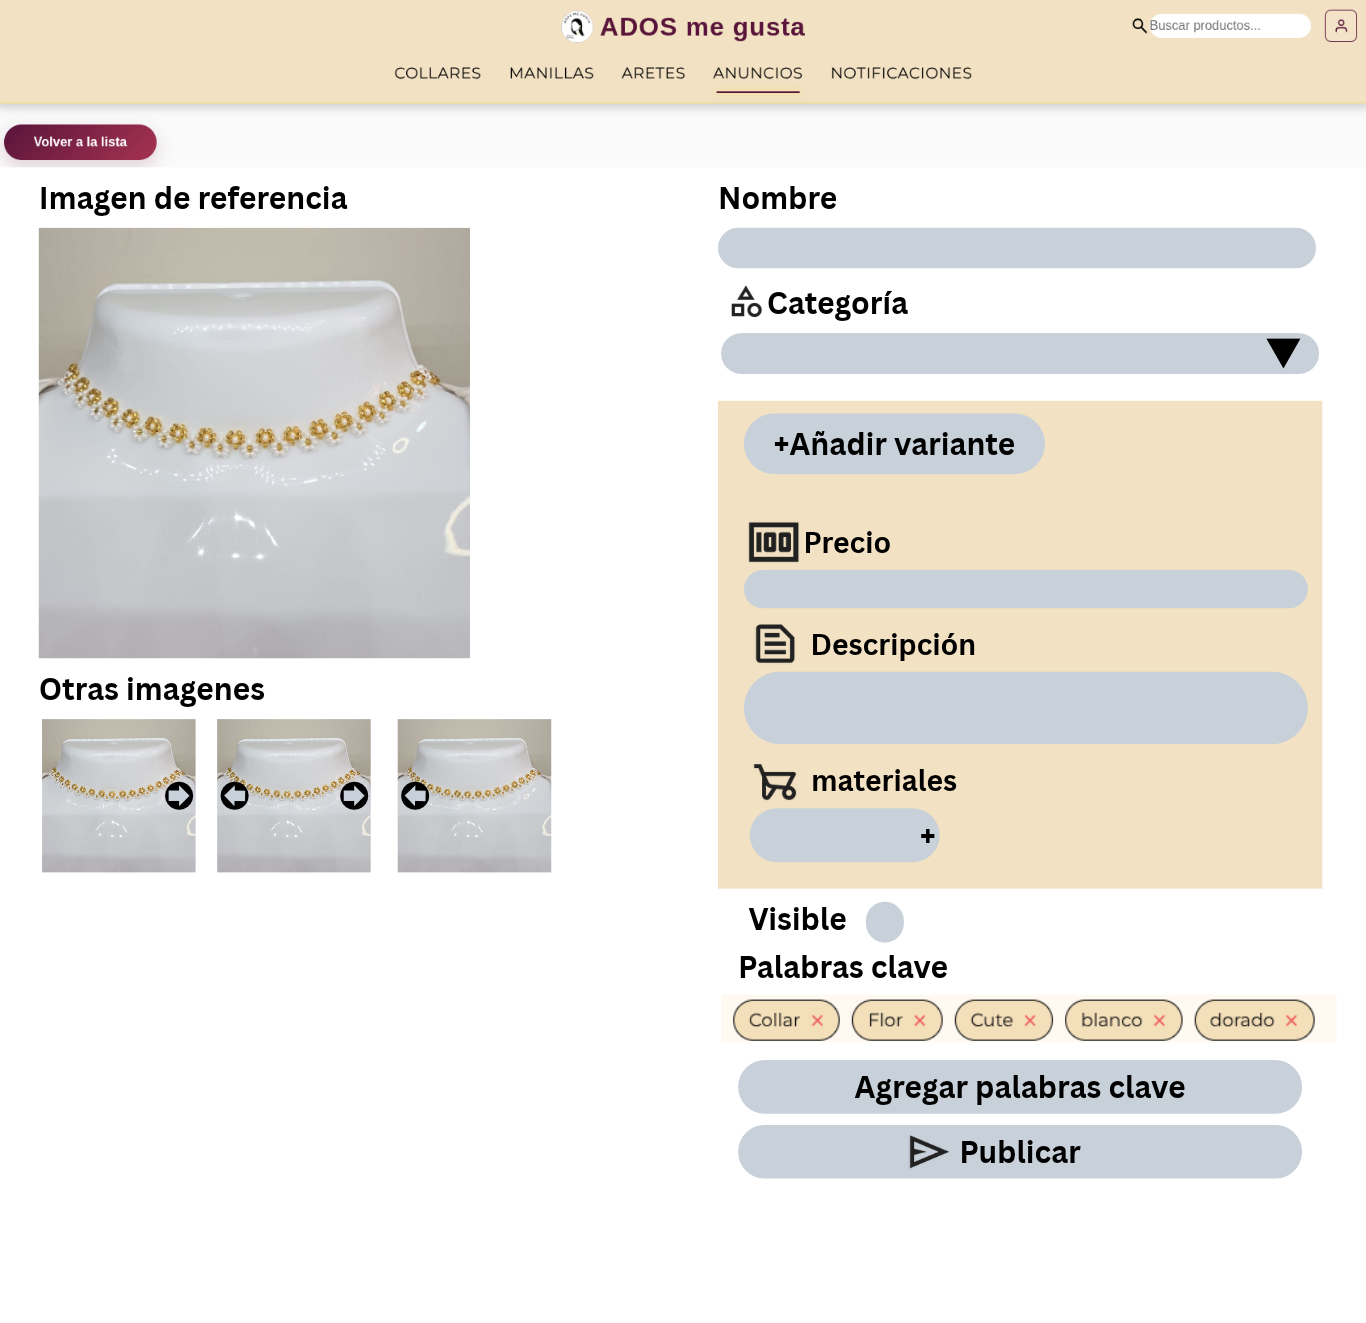 ADOS me gusta
Buscar productos...
COLLARES MANILLAS ARETES ANUNCIOS NOTIFICACIONES
Volver a la lista
Imagen de referencia
Otras imagenes
Nombre
Categoría
+Añadir variante
100 Precio
Descripción
materiales
+
Visible
Palabras clave
Collar × Flor × Cute × blanco × dorado ×
Agregar palabras clave
Publicar